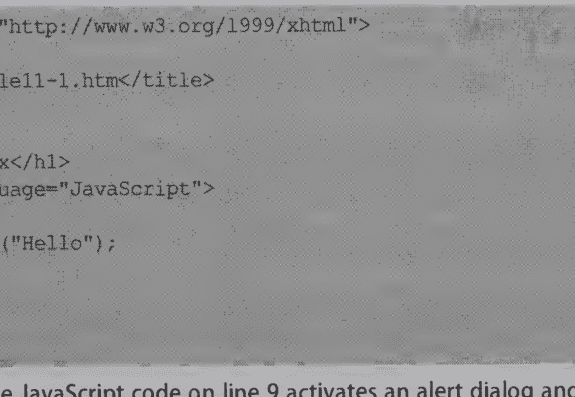 "http://www.w3.org/1999/xhtml">
le11-1.htm</title>
x</h1>
uage="JavaScript">
("Hello");
e JavaScript code on line 9 activates an alert dialog and